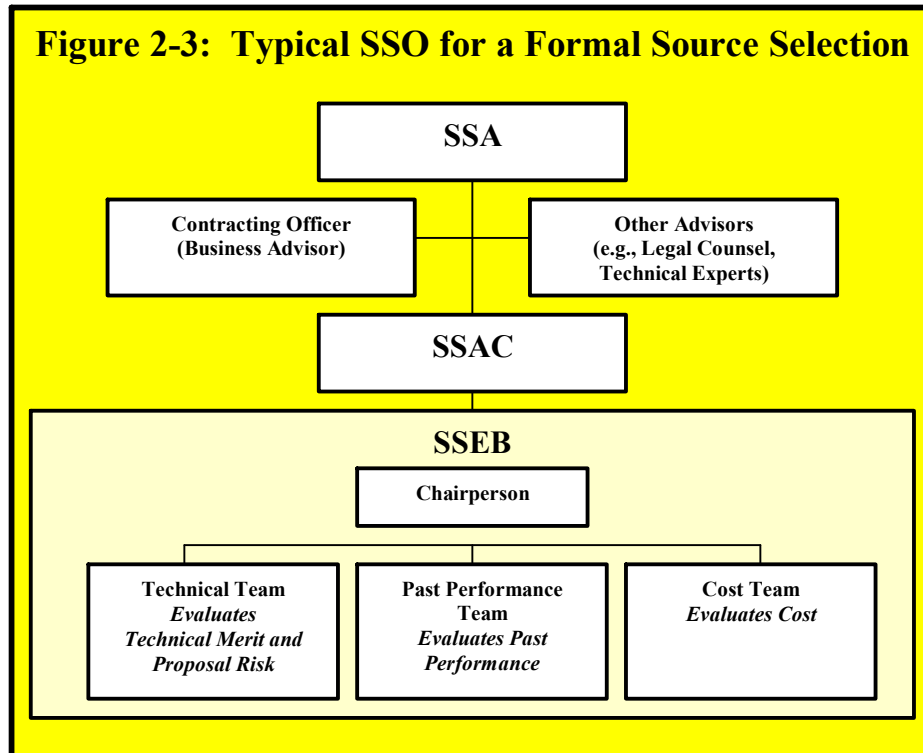 Figure 2-3: Typical SSO for a Formal Source Selection
SSA
Contracting Officer
(Business Advisor)
Other Advisors
(e.g., Legal Counsel,
Technical Experts)
SSAC
SSEB
Chairperson
Technical Team
Evaluates
Technical Merit and
Proposal Risk
Past Performance
Team
Evaluates Past
Performance
Cost Team
Evaluates Cost